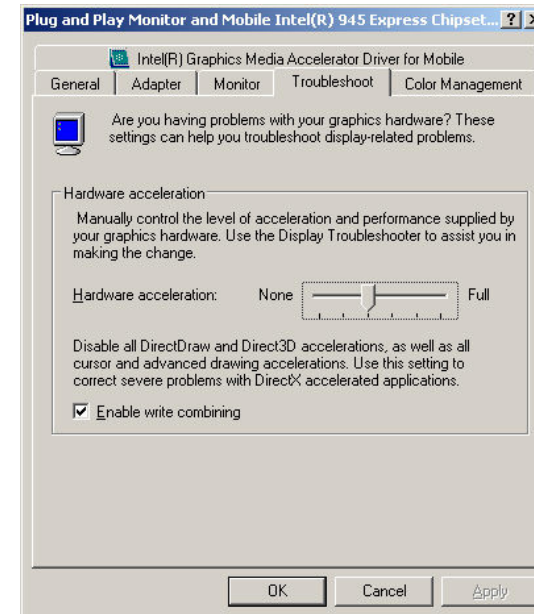 Plug and Play Monitor and Mobile Intel(R) 945 Express Chipset...
Intel(R) Graphics Media Accelerator Driver for Mobile
General Adapter Monitor Troubleshoot Color Management
Are you having problems with your graphics hardware? These
settings can help you troubleshoot display-related problems.
Hardware acceleration
Manually control the level of acceleration and performance supplied by
your graphics hardware. Use the Display Troubleshooter to assist you in
making the change.
Hardware acceleration: None Full
Disable all DirectDraw and Direct3D accelerations, as well as all
cursor and advanced drawing accelerations. Use this setting to
correct severe problems with DirectX accelerated applications.
Enable write combining
OK Cancel Apply